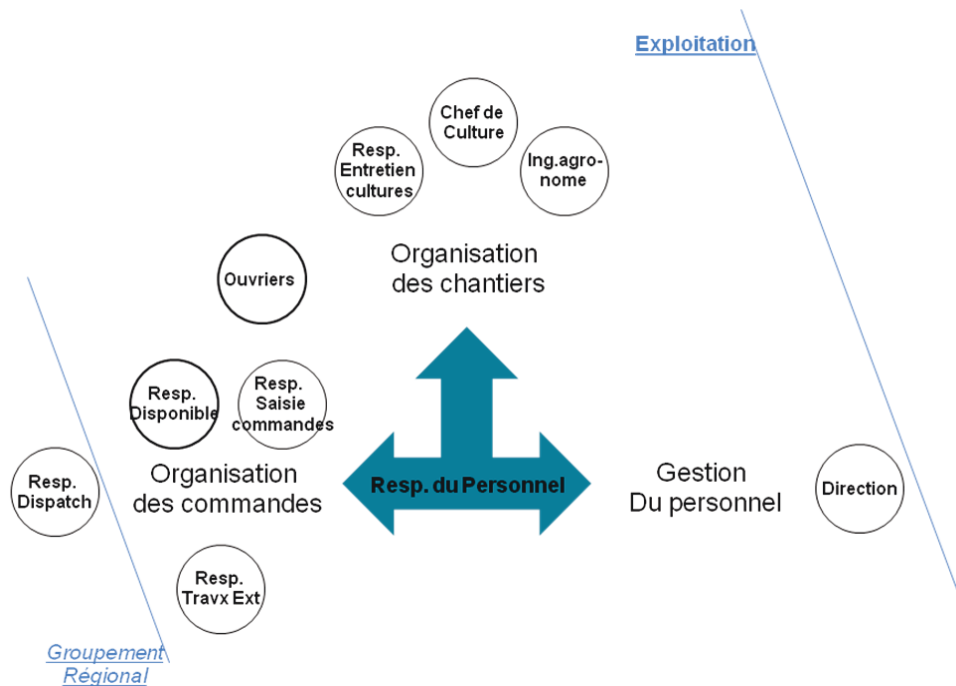 Exploitation
Chef de
Culture
Resp.
Entretien
cultures
Ing.agro-
nome
Organisation
des chantiers
Ouvriers
Resp.
Disponible
Resp.
Saisie
commandes
Resp.
Dispatch
Organisation
des commandes
Resp. du Personnel
Gestion
Du personnel
Direction
Resp.
Travx Ext
Groupement
Régional